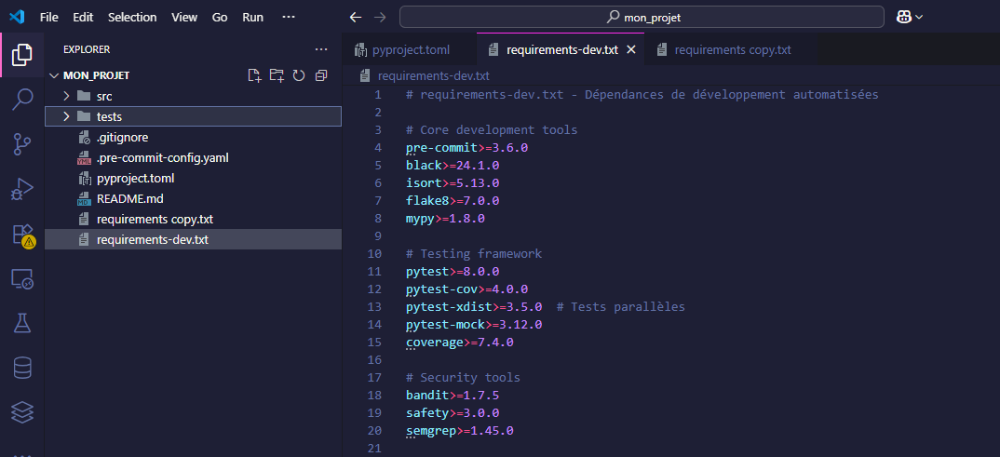 File Edit Selection View Go Run ···
mon_projet
EXPLORER ···
MON_PROJET
src
tests
.gitignore
.pre-commit-config.yaml
pyproject.toml
README.md
requirements copy.txt
requirements-dev.txt
pyproject.toml
requirements-dev.txt
requirements copy.txt
requirements-dev.txt
1 # requirements-dev.txt - Dépendances de développement automatisées
2
3 # Core development tools
4 pre-commit>=3.6.0
5 black>=24.1.0
6 isort>=5.13.0
7 flake8>=7.0.0
8 mypy>=1.8.0
9
10 # Testing framework
11 pytest>=8.0.0
12 pytest-cov>=4.0.0
13 pytest-xdist>=3.5.0  # Tests parallèles
14 pytest-mock>=3.12.0
15 coverage>=7.4.0
16
17 # Security tools
18 bandit>=1.7.5
19 safety>=3.0.0
20 semgrep>=1.45.0
21